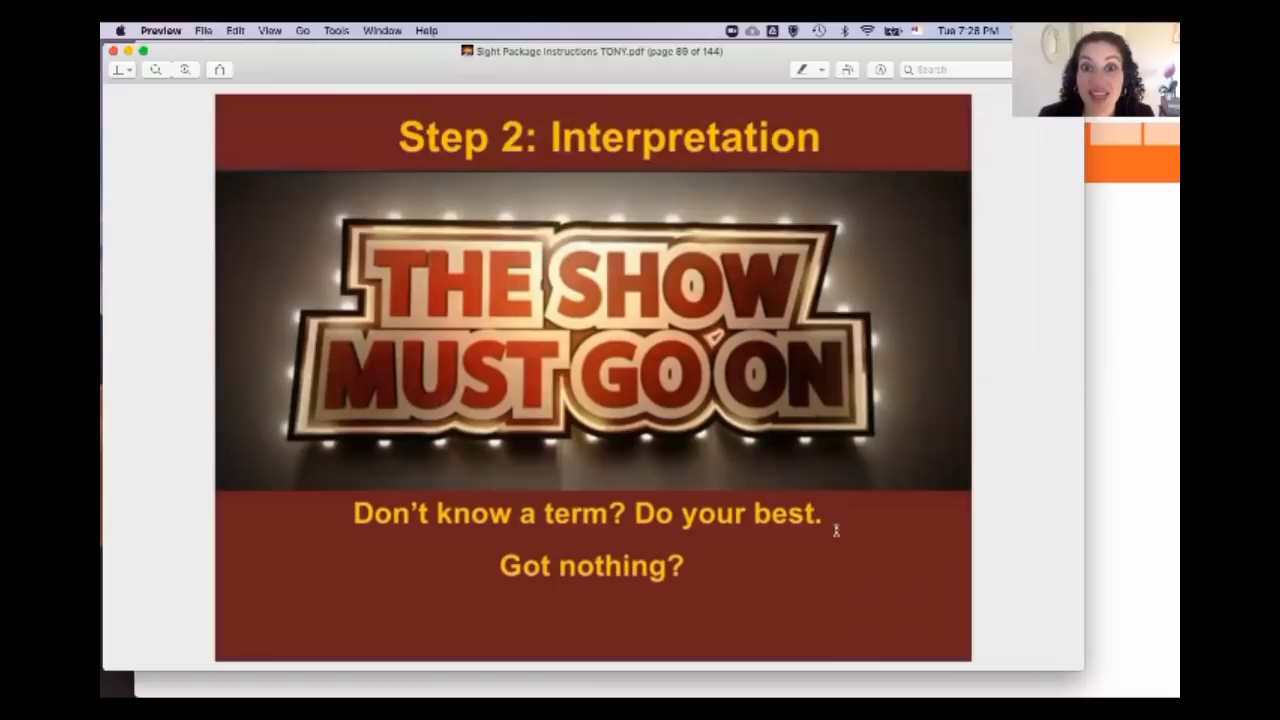 Preview File Edit View Go Tools Window Help Tue 7:28 PM
Sight Package Instructions TONY.pdf (page 89 of 144)
Search
Step 2: Interpretation
THE SHOW
MUST GO ON
Don't know a term? Do your best.
Got nothing?